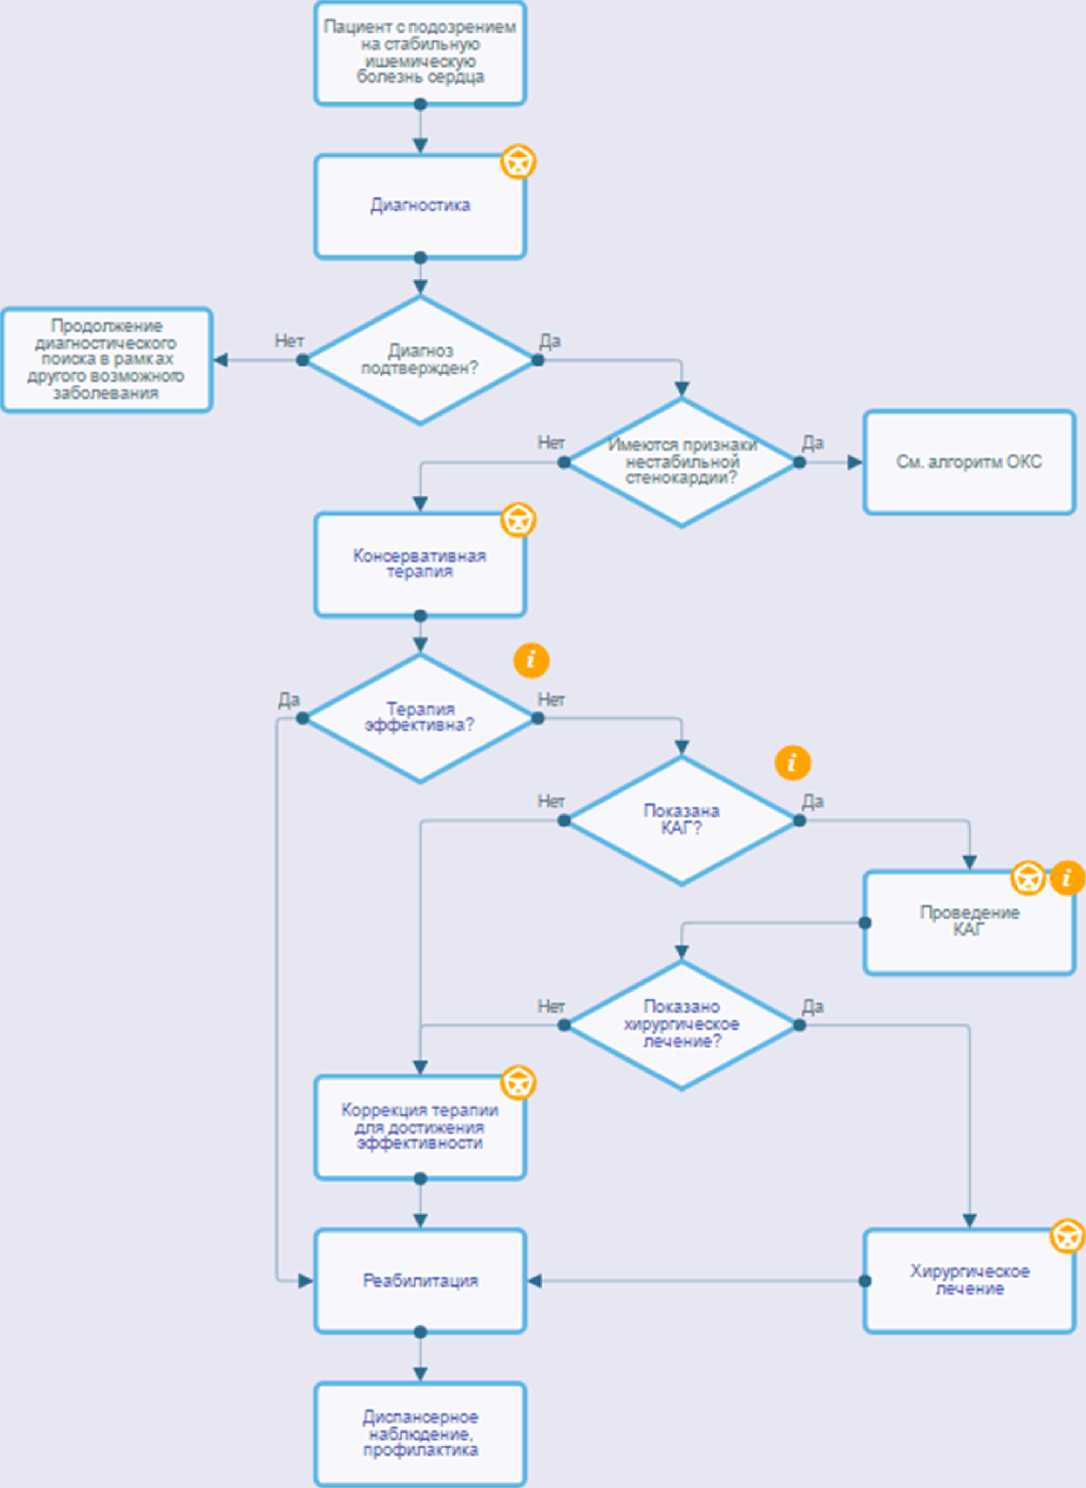 Пациент с подозрением
на стабильную
ишемическую
болезнь сердца
Диагностика
Диагноз
подтвержден?
Нет
Да
Продолжение
диагностического
поиска в рамках
другого возможного
заболевания
Имеются признаки
нестабильной
стенокардии?
Нет
Да
См. алгоритм ОКС
Консервативная
терапия
i
Терапия
эффективна?
Да
Нет
i
Показана
КАГ?
Нет
Да
i
Проведение
КАГ
Показано
хирургическое
лечение?
Нет
Да
Коррекция терапии
для достижения
эффективности
Реабилитация
Хирургическое
лечение
Диспансерное
наблюдение,
профилактика